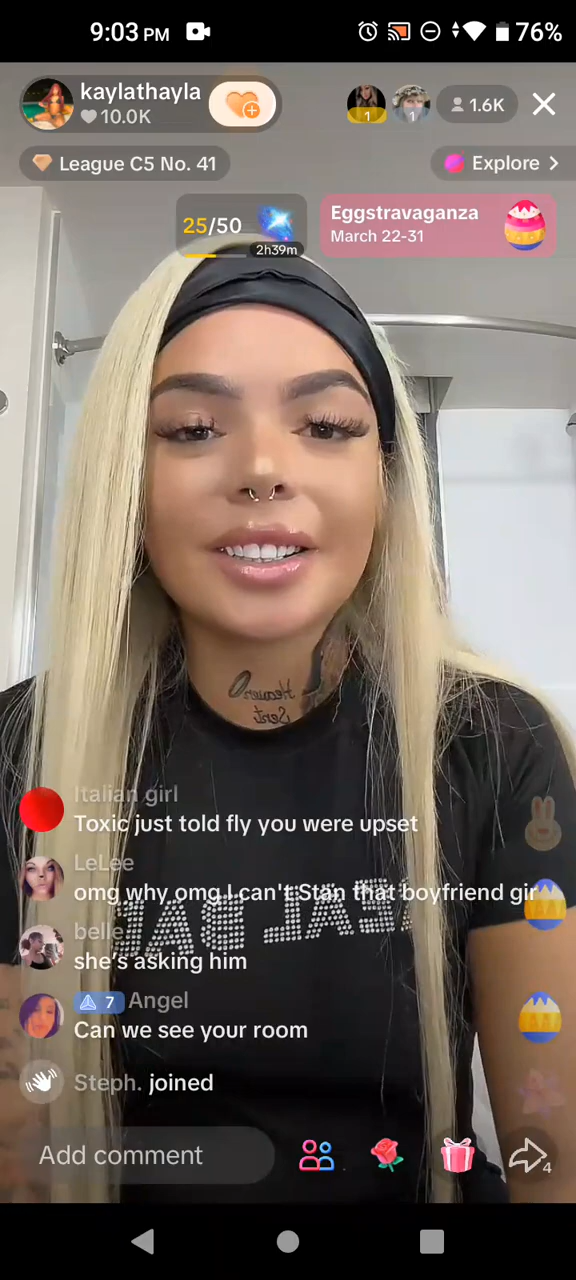 9:03 PM
76%
kaylathayla
10.0K
1
1
1.6K
League C5 No. 41
Explore >
25/50
2h39m
Eggstravaganza
March 22-31
Heaven
Sent
Italian girl
Toxic just told fly you were upset
LeLee
omg why omg I can't Stan that boyfriend gir
belle
she's asking him
7 Angel
Can we see your room
Steph. joined
Add comment
4